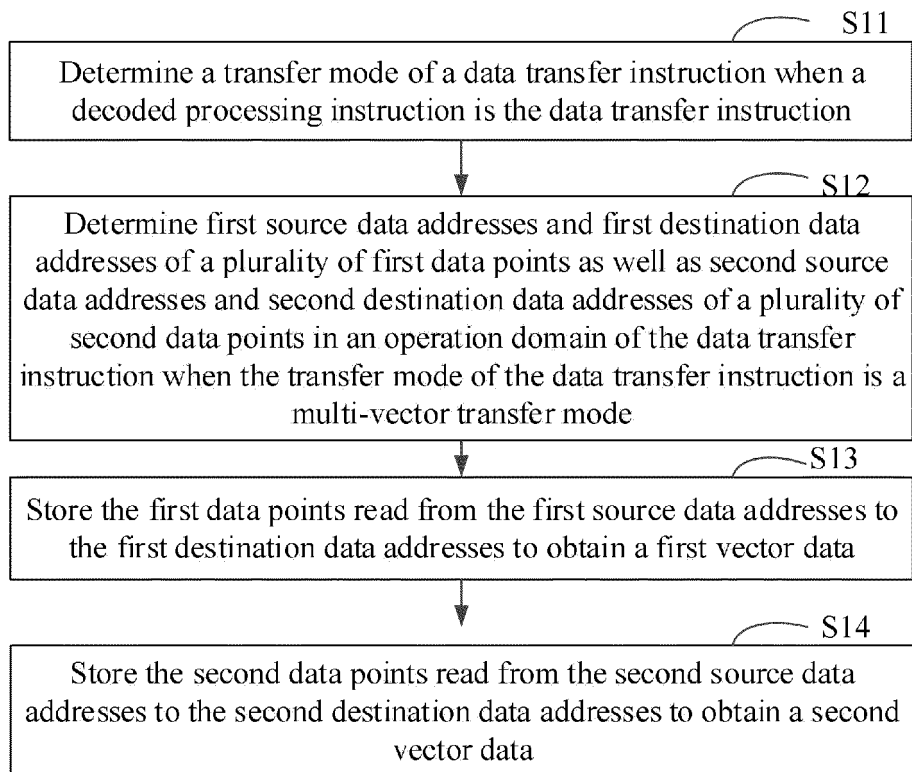 S11
Determine a transfer mode of a data transfer instruction when a
decoded processing instruction is the data transfer instruction
S12
Determine first source data addresses and first destination data
addresses of a plurality of first data points as well as second source
data addresses and second destination data addresses of a plurality of
second data points in an operation domain of the data transfer
instruction when the transfer mode of the data transfer instruction is a
multi-vector transfer mode
S13
Store the first data points read from the first source data addresses to
the first destination data addresses to obtain a first vector data
S14
Store the second data points read from the second source data
addresses to the second destination data addresses to obtain a second
vector data